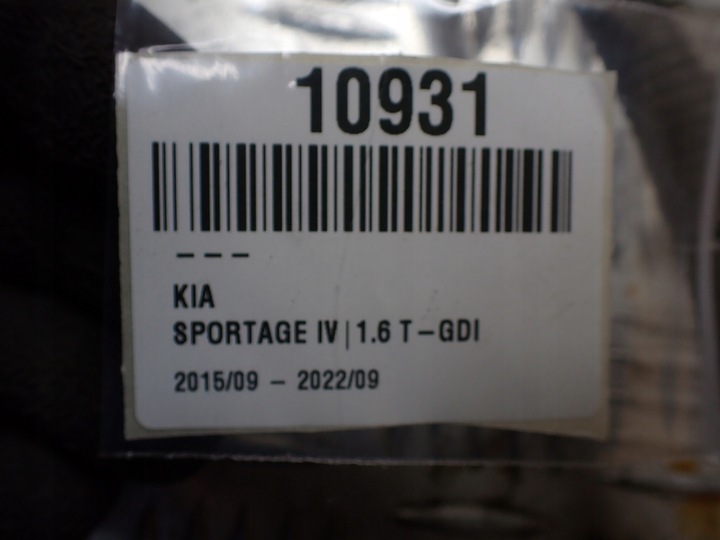 10931
---
KIA
SPORTAGE IV|1.6 T-GDI
2015/09 - 2022/09